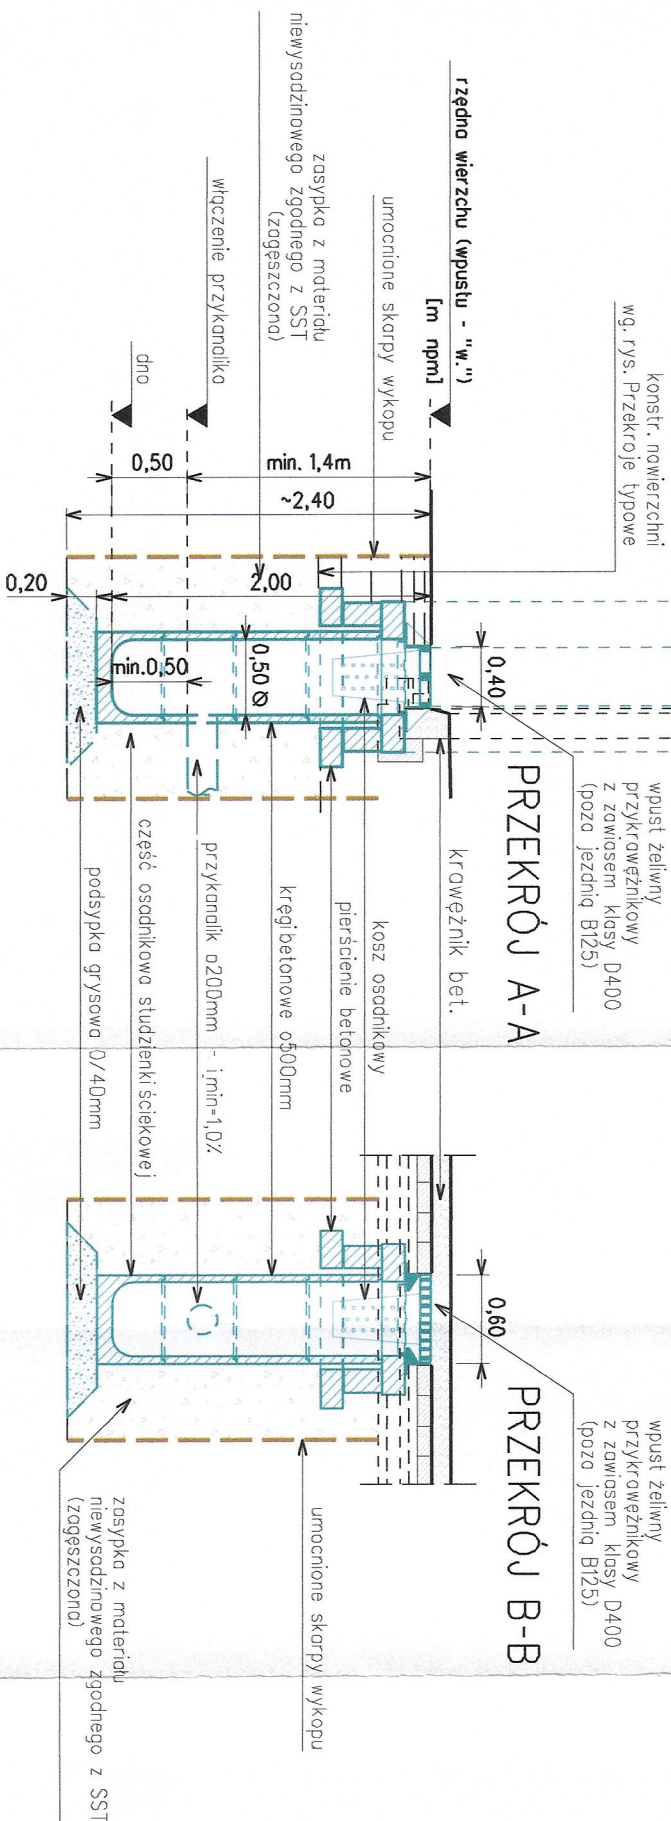 konstr. nawierzchni
wg. rys. Przekroje typowe
rzędna wierzchu (wpustu - "w.")
[m npm]
umocnione skarpy wykopu
zasypka z materiału
niewysadzinowego zgodnego z SST
(zagęszczona)
włączenie przykanalika
dno
0,50
min. 1,4m
~2,40
0,20
2,00
min.0,50
0,50 Ø
0,40
wpust żeliwny
przykrawężnikowy
z zawiasem klasy D400
(poza jezdnią B125)
PRZEKRÓJ A-A
krawężnik bet.
kosz osadnikowy
pierścienie betonowe
kręgi betonowe ø500mm
przykanalik ø200mm - imin=1,0%
część osadnikowa studzienki ściekowej
podsypka grysowa 0/40mm
0,60
wpust żeliwny
przykrawężnikowy
z zawiasem klasy D400
(poza jezdnią B125)
PRZEKRÓJ B-B
umocnione skarpy wykopu
zasypka z materiału
niewysadzinowego zgodnego z SST
(zagęszczona)